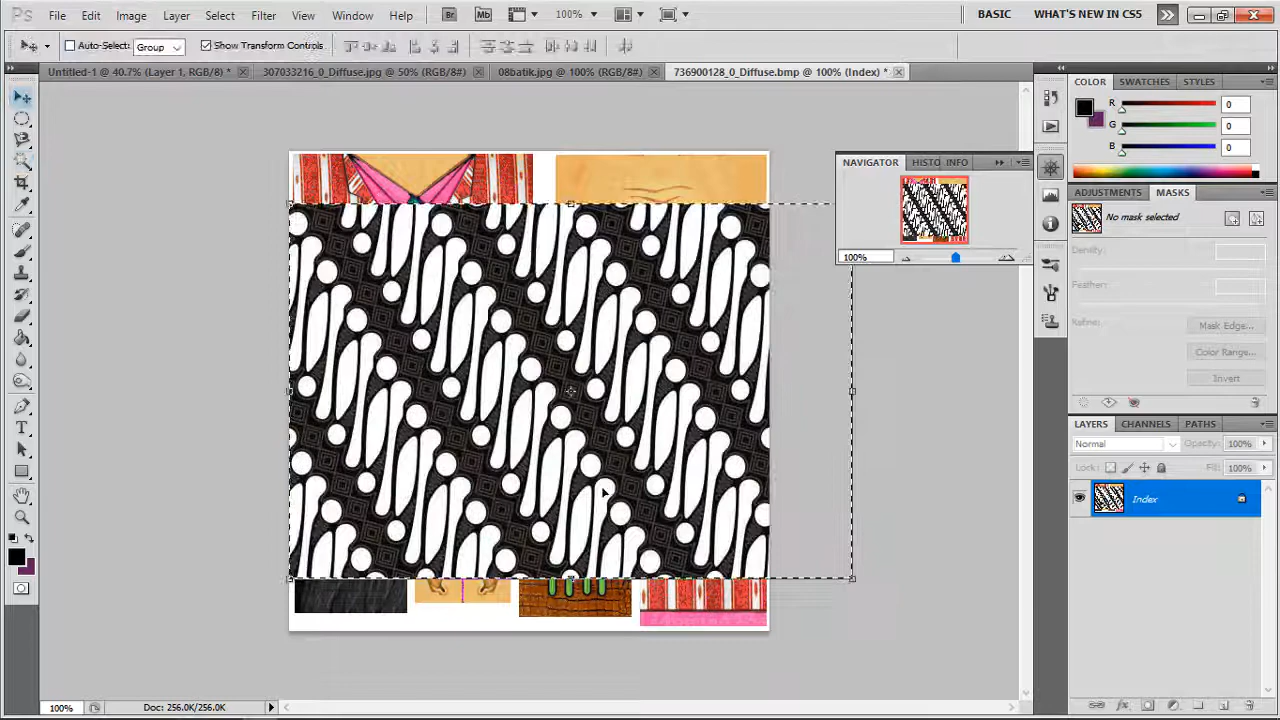 Ps File Edit Image Layer Select Filter View Window Help Br Mb 100% BASIC WHAT'S NEW IN CS5
Auto-Select: Group Show Transform Controls
Untitled-1 @ 40.7% (Layer 1, RGB/8) * 307033216_0_Diffuse.jpg @ 50% (RGB/8#) 08batik.jpg @ 100% (RGB/8#) 736900128_0_Diffuse.bmp @ 100% (Index) *
COLOR SWATCHES STYLES
R 0
G 0
B 0
NAVIGATOR HISTO INFO
100%
ADJUSTMENTS MASKS
No mask selected
Density:
Feather:
Refine: Mask Edge...
Color Range...
Invert
LAYERS CHANNELS PATHS
Normal Opacity: 100%
Lock: Fill: 100%
Index
T
100% Doc: 256.0K/256.0K